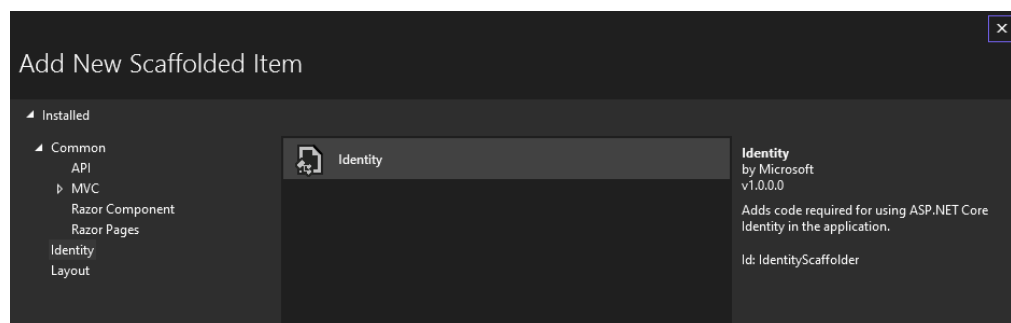 Add New Scaffolded Item
Installed
Common
API
MVC
Razor Component
Razor Pages
Identity
Layout
Identity
Identity
by Microsoft
v1.0.0.0
Adds code required for using ASP.NET Core
Identity in the application.
Id: IdentityScaffolder